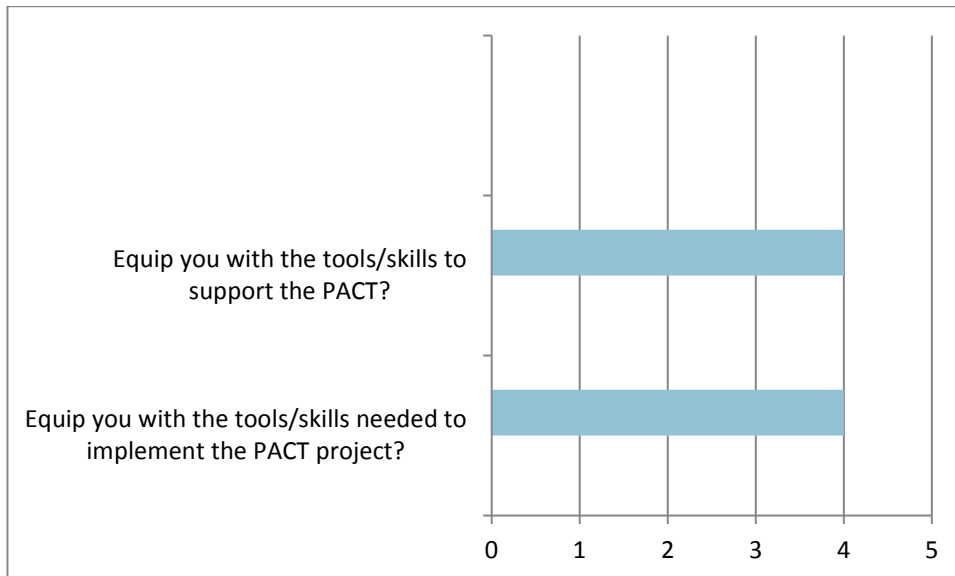 Equip you with the tools/skills to
support the PACT?
Equip you with the tools/skills needed to
implement the PACT project?
0 1 2 3 4 5